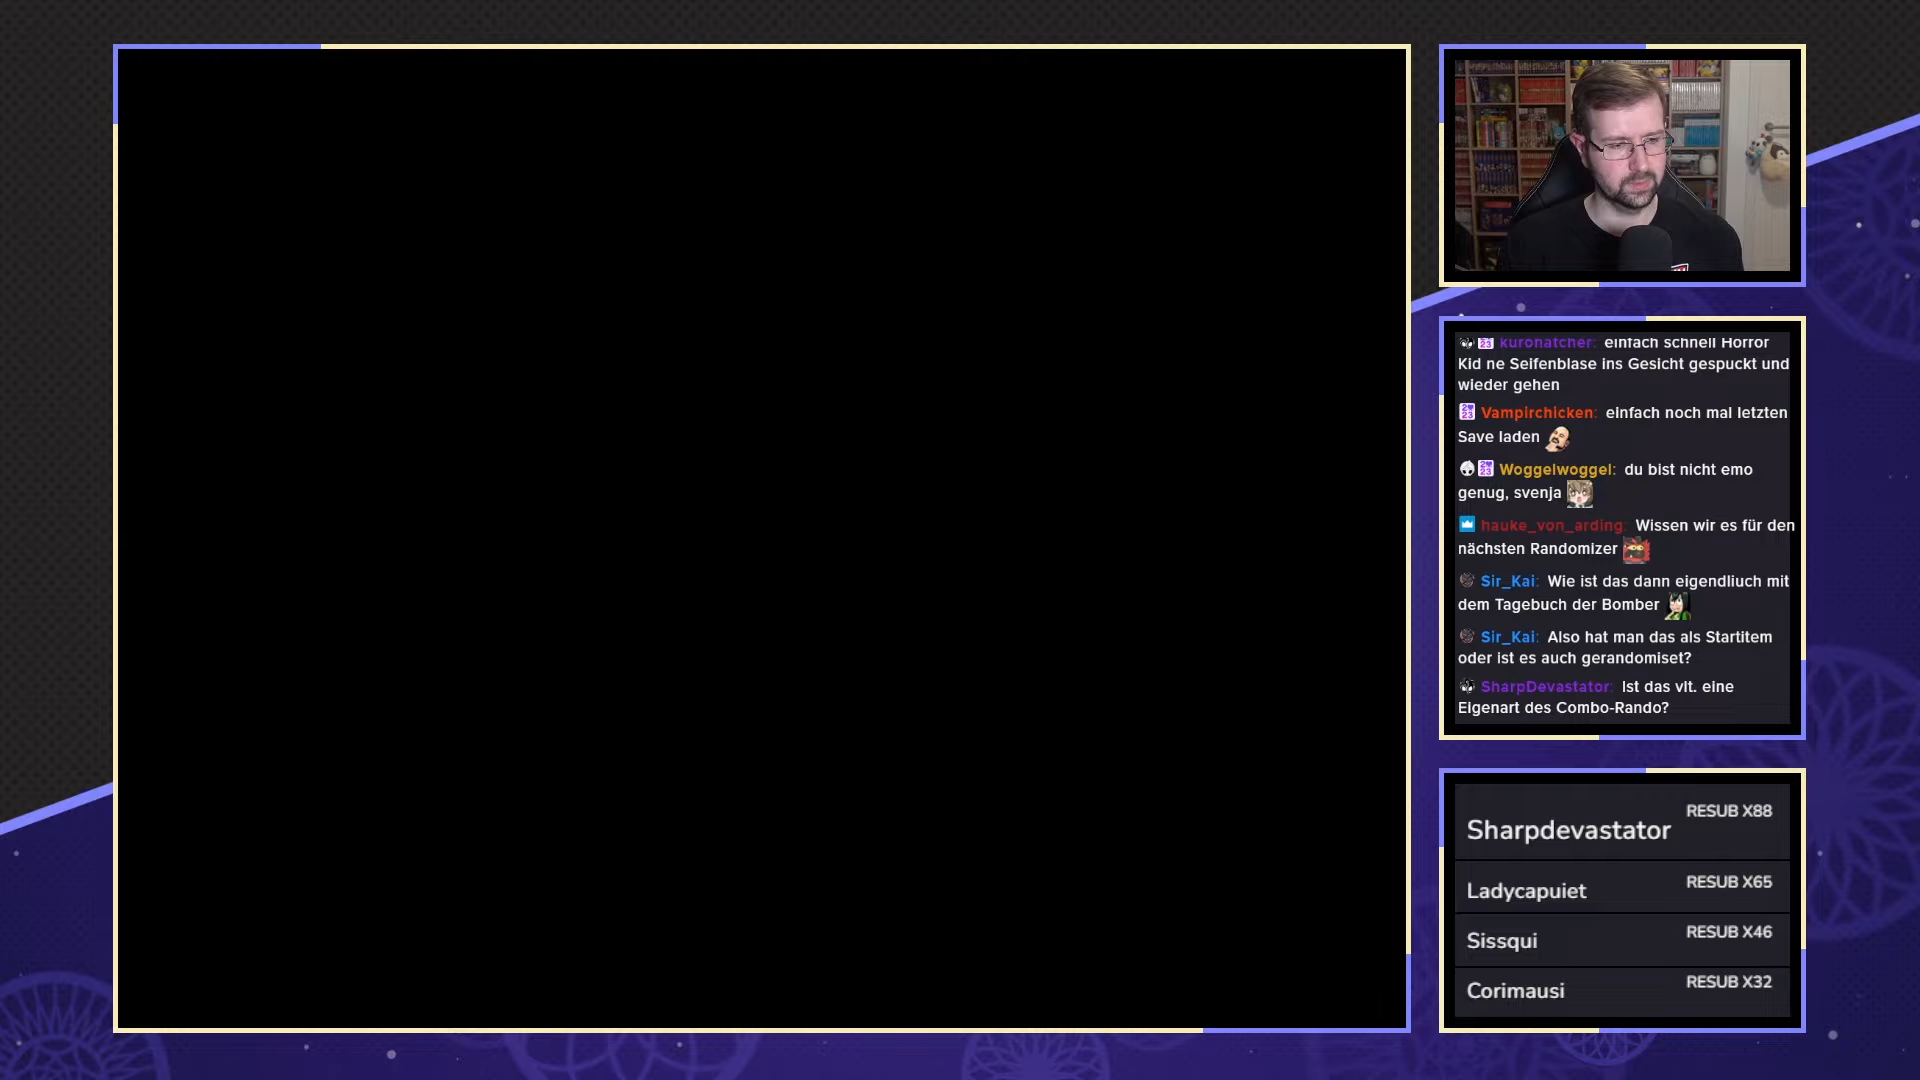 kuronatcher: einfach schnell Horror
Kid ne Seifenblase ins Gesicht gespuckt und
wieder gehen
Vampirchicken: einfach noch mal letzten
Save laden
Woggelwoggel: du bist nicht emo
genug, svenja
hauke_von_arding: Wissen wir es für den
nächsten Randomizer
Sir_Kai: Wie ist das dann eigendliuch mit
dem Tagebuch der Bomber
Sir_Kai: Also hat man das als Startitem
oder ist es auch gerandomiset?
SharpDevastator: Ist das vlt. eine
Eigenart des Combo-Rando?
Sharpdevastator RESUB X88
Ladycapuiet RESUB X65
Sissqui RESUB X46
Corimausi RESUB X32